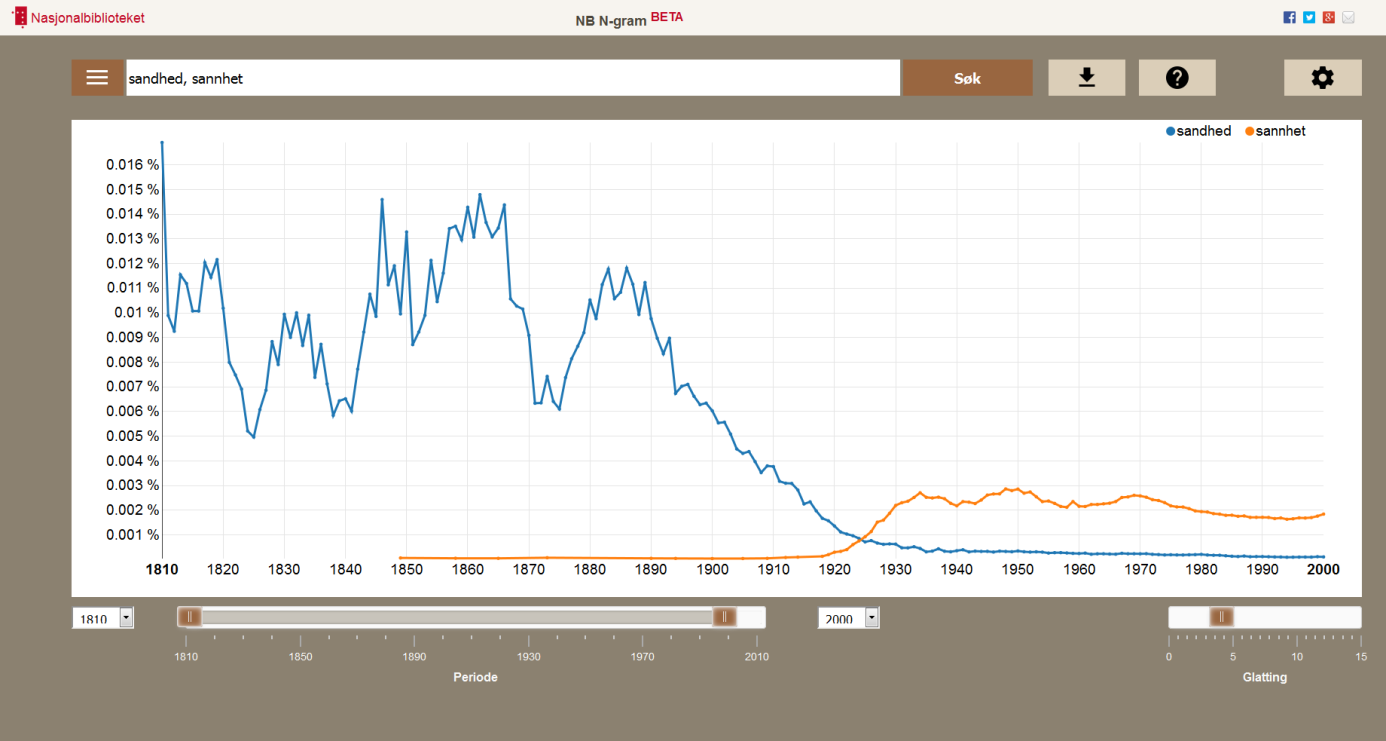 Nasjonalbiblioteket
NB N-gram BETA
sandhed, sannhet
Søk
sandhed sannhet
0.016 %
0.015 %
0.014 %
0.013 %
0.012 %
0.011 %
0.01 %
0.009 %
0.008 %
0.007 %
0.006 %
0.005 %
0.004 %
0.003 %
0.002 %
0.001 %
1810 1820 1830 1840 1850 1860 1870 1880 1890 1900 1910 1920 1930 1940 1950 1960 1970 1980 1990 2000
1810 2000
1810 1850 1890 1930 1970 2010 0 5 10 15
Periode Glatting